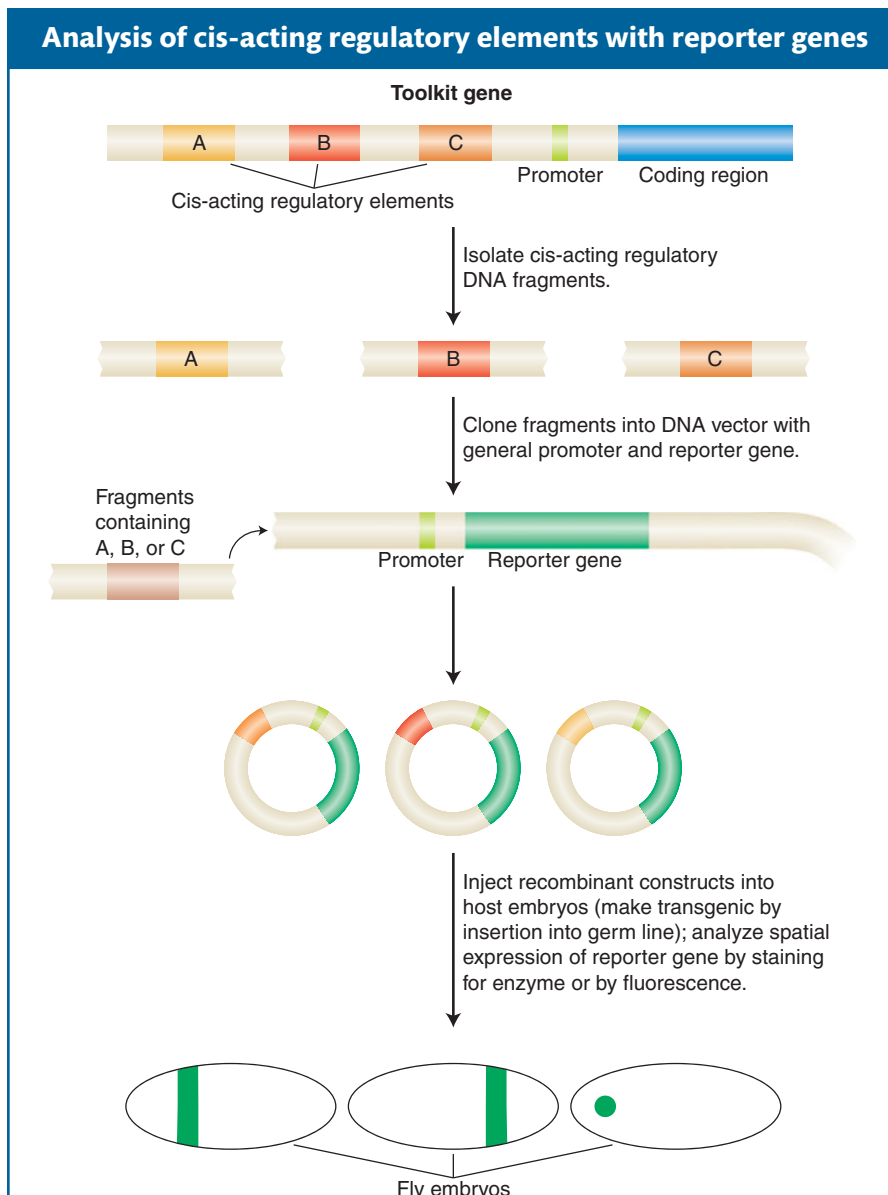 Analysis of cis-acting regulatory elements with reporter genes
Toolkit gene
A
B
C
Promoter
Coding region
Cis-acting regulatory elements
Isolate cis-acting regulatory
DNA fragments.
A
B
C
Clone fragments into DNA vector with
general promoter and reporter gene.
Fragments
containing
A, B, or C
Promoter
Reporter gene
Inject recombinant constructs into
host embryos (make transgenic by
insertion into germ line); analyze spatial
expression of reporter gene by staining
for enzyme or by fluorescence.
Fly embryos